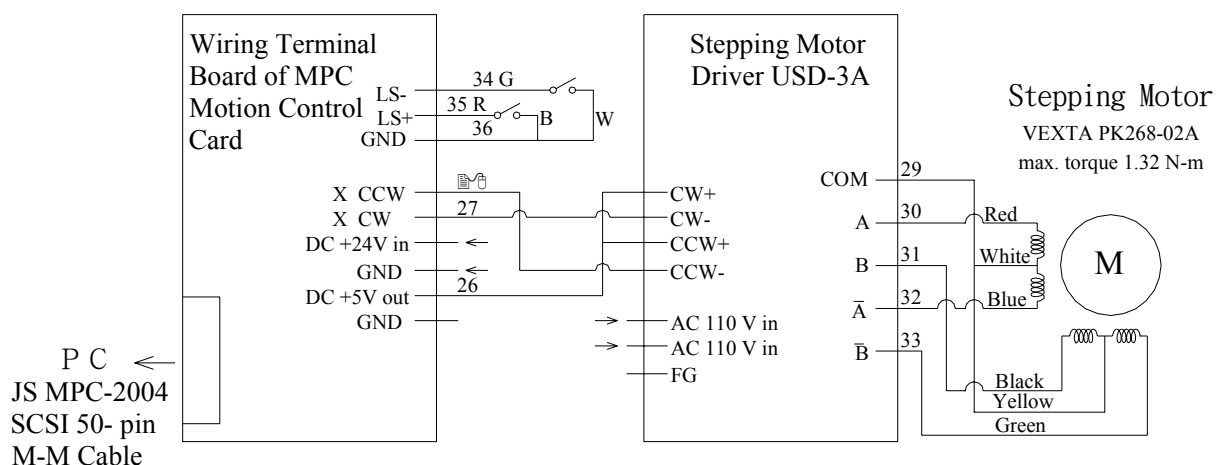 Wiring Terminal
Board of MPC
Motion Control
Card
LS-
LS+
GND
34 G
35 R
36
B
W
X CCW
X CW
DC +24V in
GND
DC +5V out
GND
27
26
PC
JS MPC-2004
SCSI 50- pin
M-M Cable
Stepping Motor
Driver USD-3A
CW+
CW-
CCW+
CCW-
AC 110 V in
AC 110 V in
FG
COM
A
B
A̅
B̅
29
30
31
32
33
Red
White
Blue
Black
Yellow
Green
Stepping Motor
VEXTA PK268-02A
max. torque 1.32 N-m
M